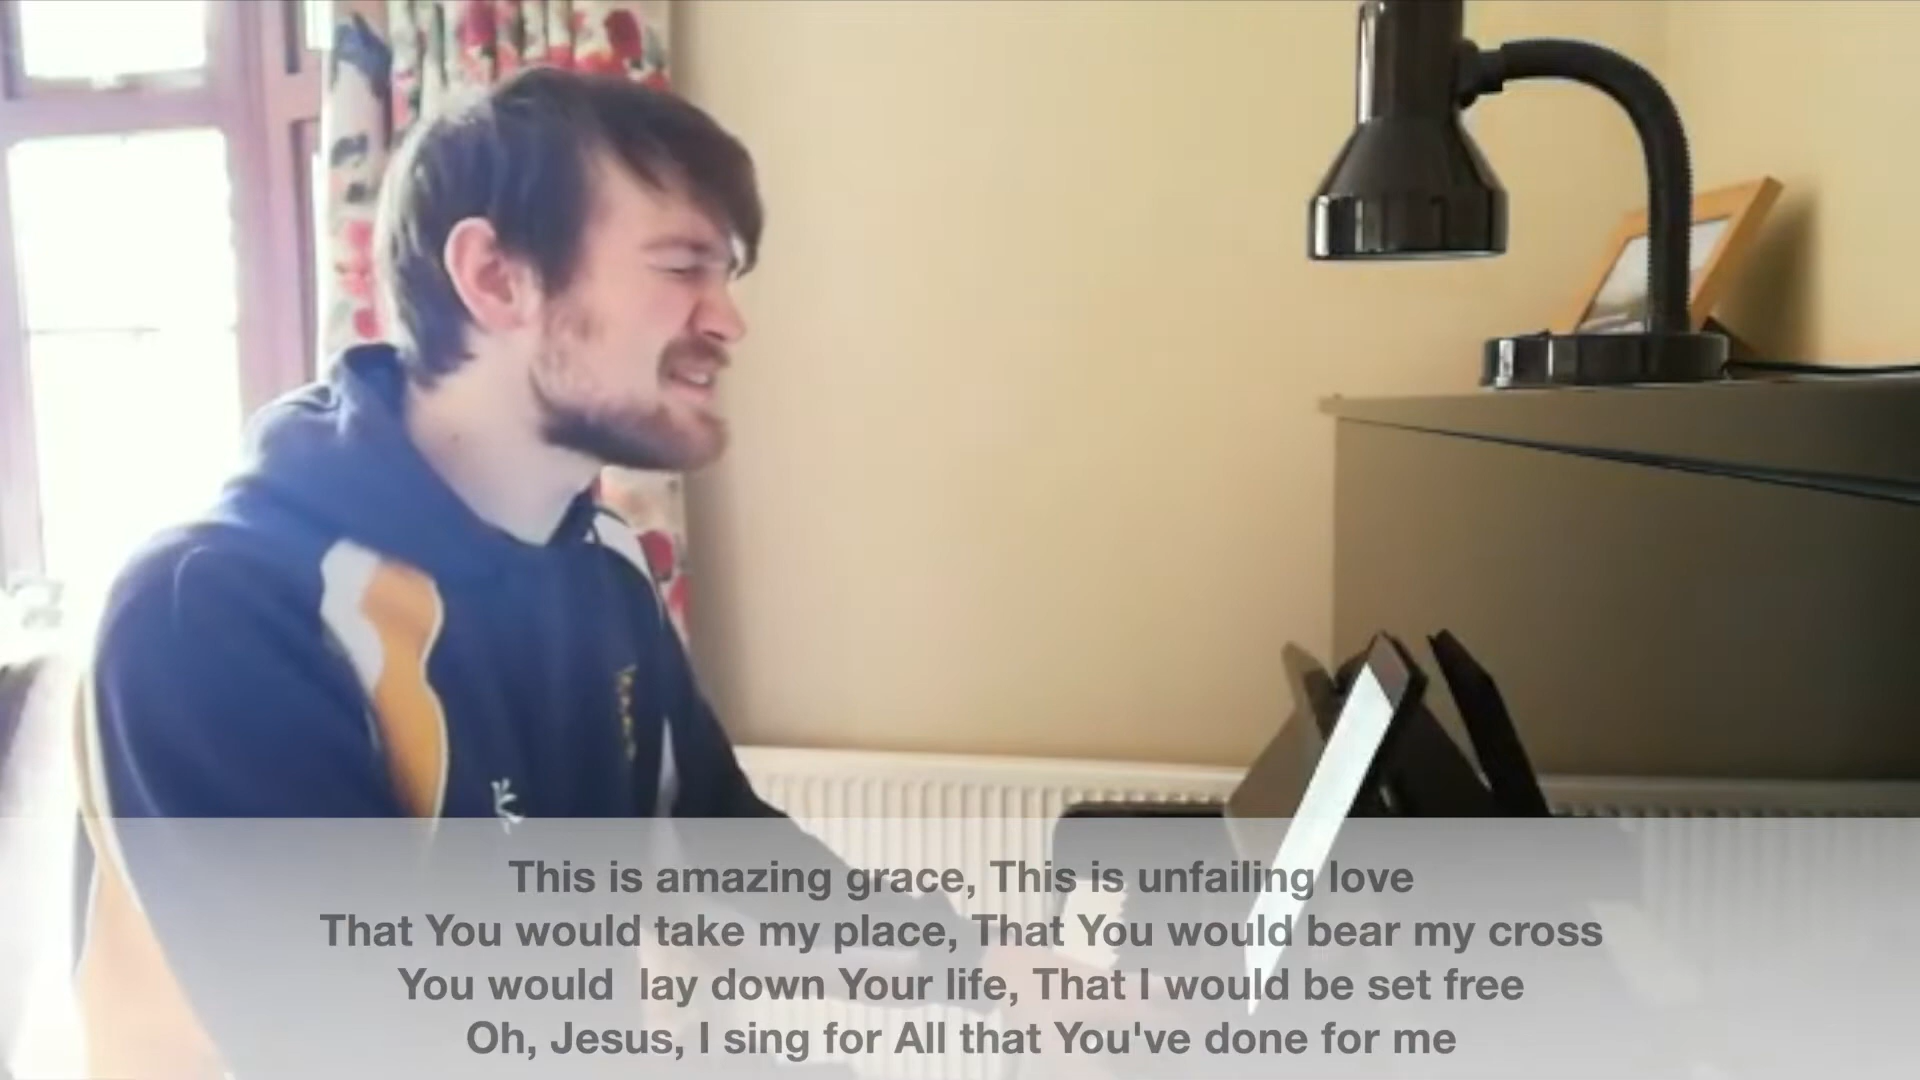 This is amazing grace, This is unfailing love
That You would take my place, That You would bear my cross
You would  lay down Your life, That I would be set free
Oh, Jesus, I sing for All that You've done for me